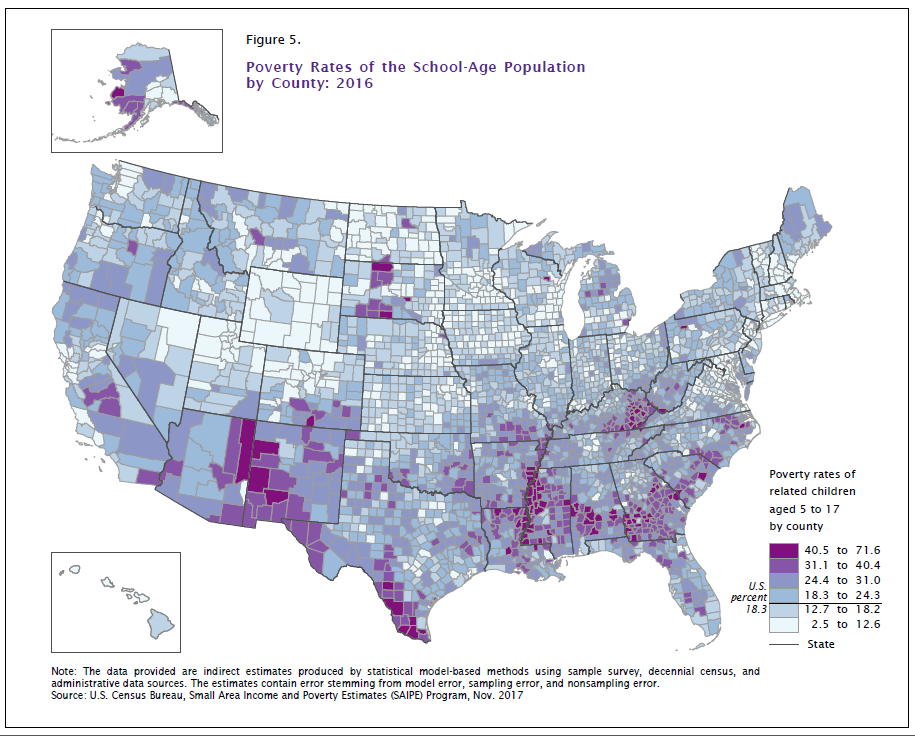 Figure 5.
Poverty Rates of the School-Age Population
by County: 2016
Poverty rates of
related children
aged 5 to 17
by county
40.5 to 71.6
31.1 to 40.4
24.4 to 31.0
18.3 to 24.3
12.7 to 18.2
2.5 to 12.6
U.S.
percent
18.3
State
Note: The data provided are indirect estimates produced by statistical model-based methods using sample survey, decennial census, and
administrative data sources. The estimates contain error stemming from model error, sampling error, and nonsampling error.
Source: U.S. Census Bureau, Small Area Income and Poverty Estimates (SAIPE) Program, Nov. 2017